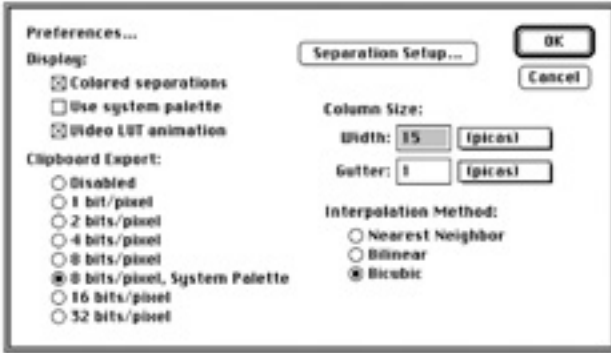 Preferences...
Display:
Colored separations
Use system palette
Video LUT animation
Clipboard Export:
Disabled
1 bit/pixel
2 bits/pixel
4 bits/pixel
8 bits/pixel
8 bits/pixel, System Palette
16 bits/pixel
32 bits/pixel
Separation Setup...
OK
Cancel
Column Size:
Width: 15 (picas)
Gutter: 1 (picas)
Interpolation Method:
Nearest Neighbor
Bilinear
Bicubic